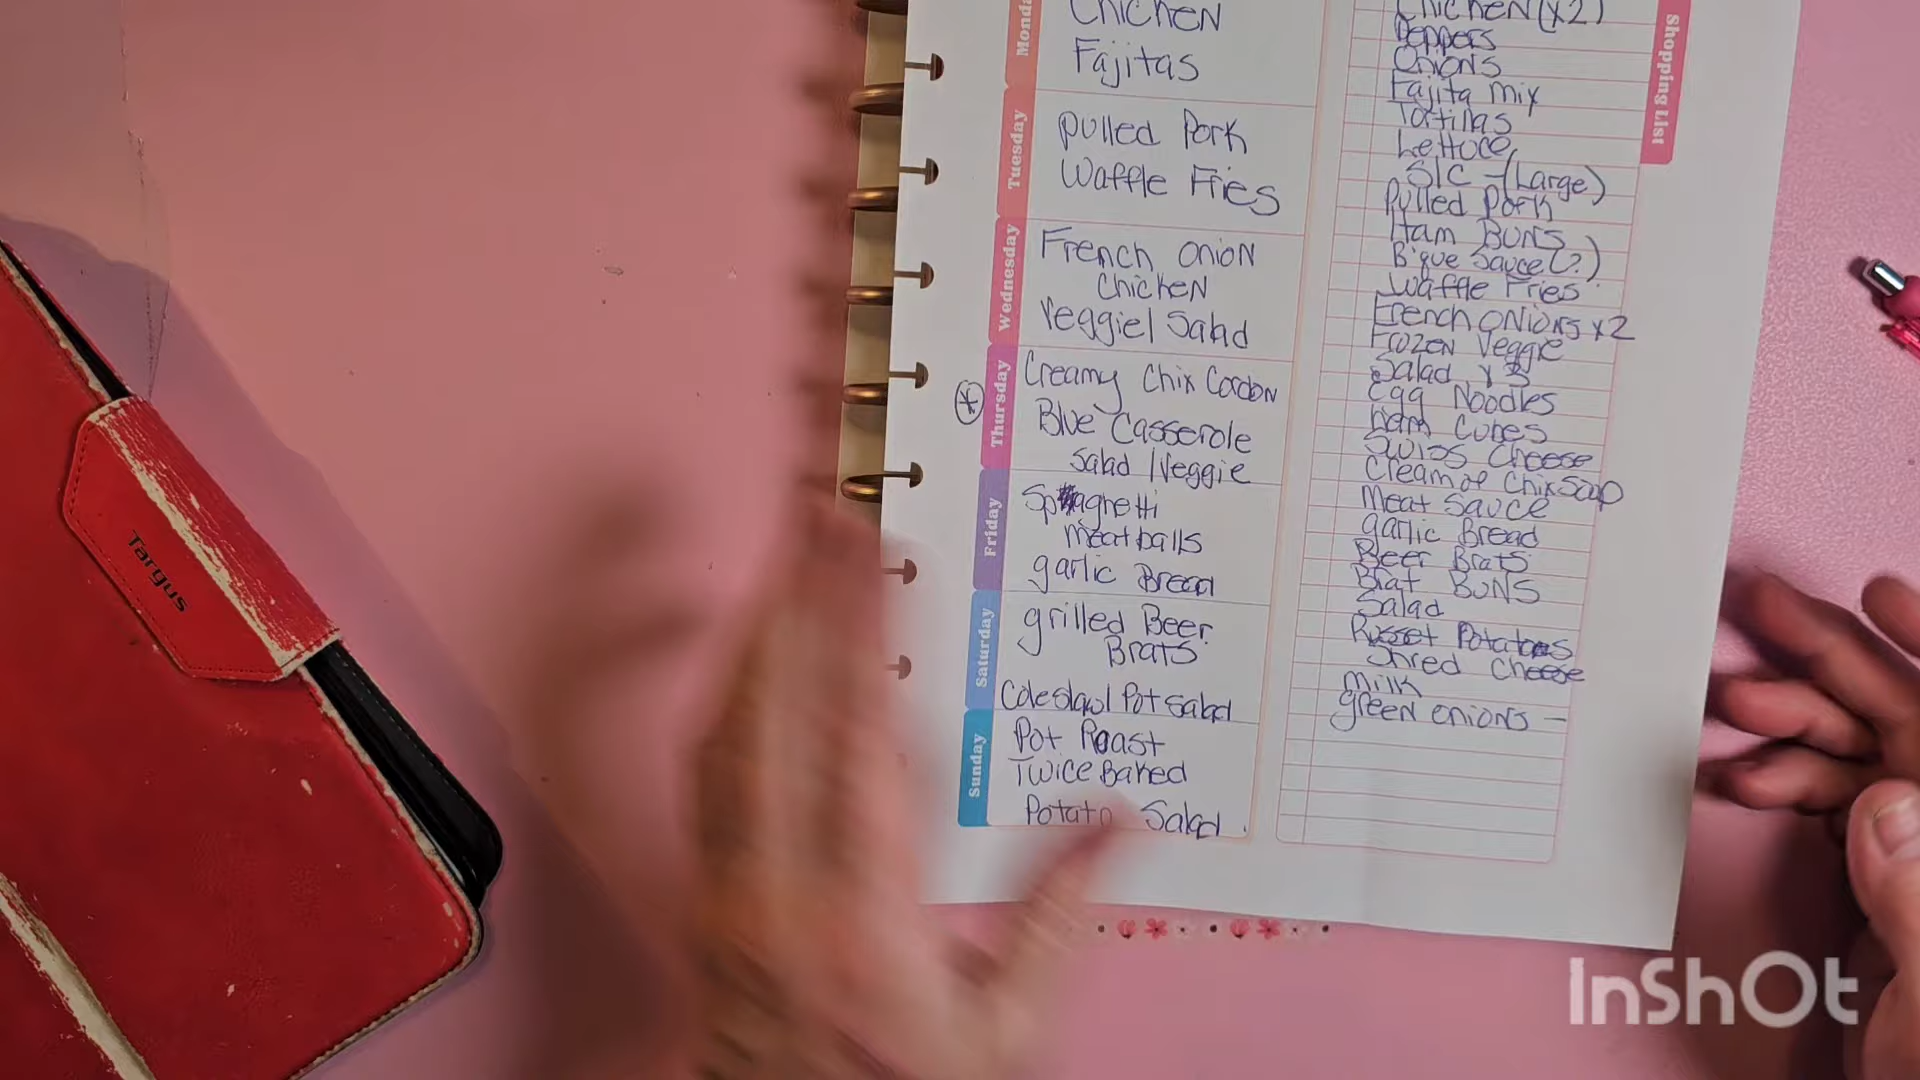 Monda
Chicken
Fajitas
Tuesday
Pulled Pork
Waffle Fries
Wednesday
French Onion
Chicken
Veggie/ Salad
Thursday
Creamy Chix Cordon
Blue Casserole
Salad /Veggie
Friday
Spaghetti
meatballs
garlic Bread
Saturday
grilled Beer
Brats
Coleslaw/ Pot Salad
Sunday
Pot Roast
Twice Baked
Potato Salad
Shopping List
Chicken (x2)
Peppers
Onions
Fajita mix
Tortillas
Lettuce
S/C - (Large)
Pulled Pork
Ham BUNS
B'que Sauce (?)
Waffle Fries
French Onions x2
Frozen Veggie
Salad x3
Egg Noodles
Ham Cubes
Swiss Cheese
Cream of Chix Soup
Meat Sauce
garlic Bread
Beer Brats
Brat BUNS
Salad
Russet Potatoes
Shred Cheese
Milk
green onions -
Targus
InShOt